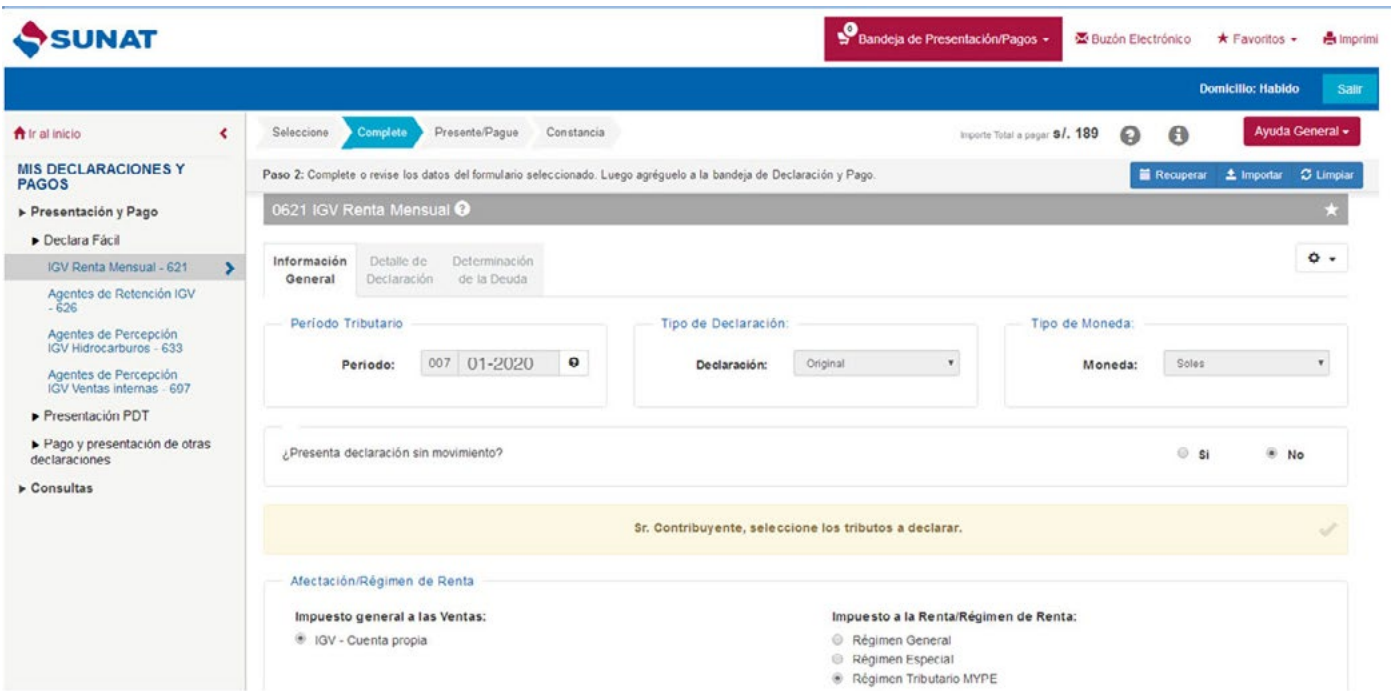 SUNAT
0
Bandeja de Presentación/Pagos
Buzón Electrónico
Favoritos
Imprimi
Domicilio: Habido
Salir
Ir al inicio
MIS DECLARACIONES Y
PAGOS
Presentación y Pago
Declara Fácil
IGV Renta Mensual - 621
Agentes de Retención IGV
- 626
Agentes de Percepción
IGV Hidrocarburos - 633
Agentes de Percepción
IGV Ventas internas - 697
Presentación PDT
Pago y presentación de otras
declaraciones
Consultas
Seleccione
Complete
Presente/Pague
Constancia
Importe Total a pagar S/. 189
Ayuda General
Paso 2: Complete o revise los datos del formulario seleccionado. Luego agréguelo a la bandeja de Declaración y Pago.
Recuperar
Importar
Limpiar
0621 IGV Renta Mensual
Información
General
Detalle de
Declaración
Determinación
de la Deuda
Período Tributario
Periodo: 007 01-2020
Tipo de Declaración:
Declaración: Original
Tipo de Moneda:
Moneda: Soles
¿Presenta declaración sin movimiento?
Si
No
Sr. Contribuyente, seleccione los tributos a declarar.
Afectación/Régimen de Renta
Impuesto general a las Ventas:
IGV - Cuenta propia
Impuesto a la Renta/Régimen de Renta:
Régimen General
Régimen Especial
Régimen Tributario MYPE